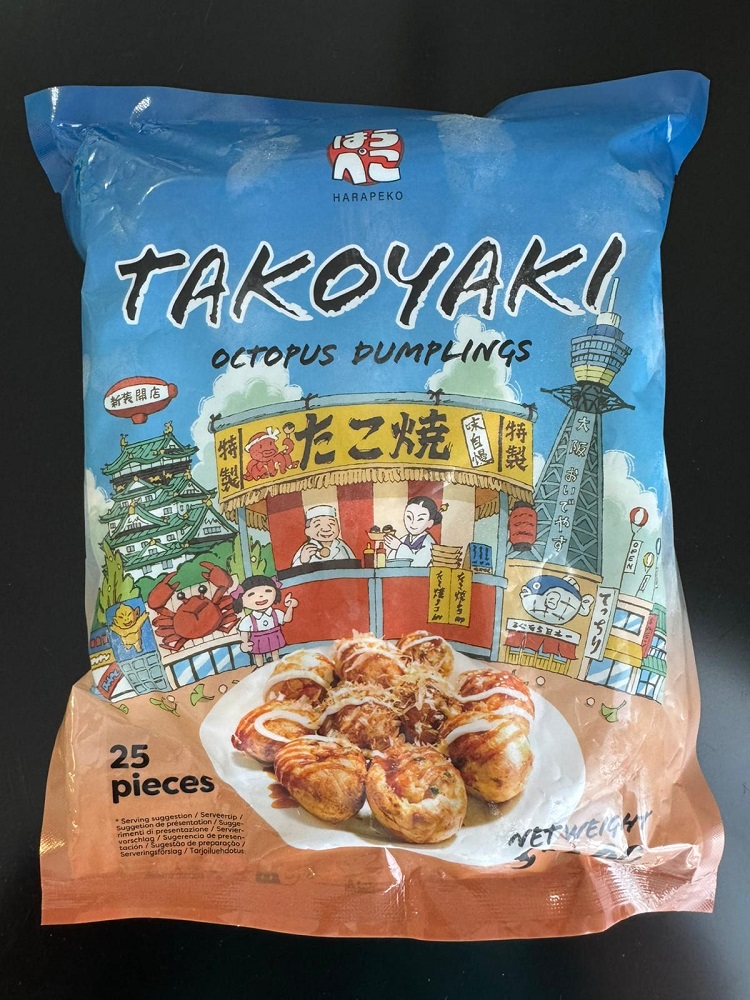 はら
ぺこ
HARAPEKO
TAKOYAKI
OCTOPUS DUMPLINGS
新装開店
特製
たこ焼
味自慢
特製
大阪おいでやす
OPEN
てっちり
25
pieces
* Serving suggestion / Serveertip /
Suggestion de présentation / Sugge-
rimenti di presentazione / Servier-
vorschlag / Sugerencia de presen-
tación / Sugestão de preparação /
Serveringsförslag / Tarjoiluehdotus
NET WEIGHT